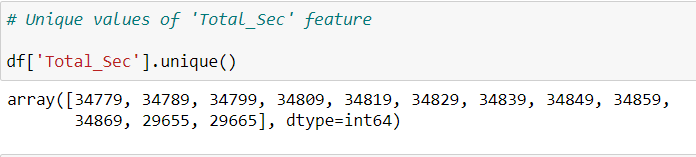 # Unique values of 'Total_Sec' feature
df['Total_Sec'].unique()
array([34779, 34789, 34799, 34809, 34819, 34829, 34839, 34849, 34859,
34869, 29655, 29665], dtype=int64)